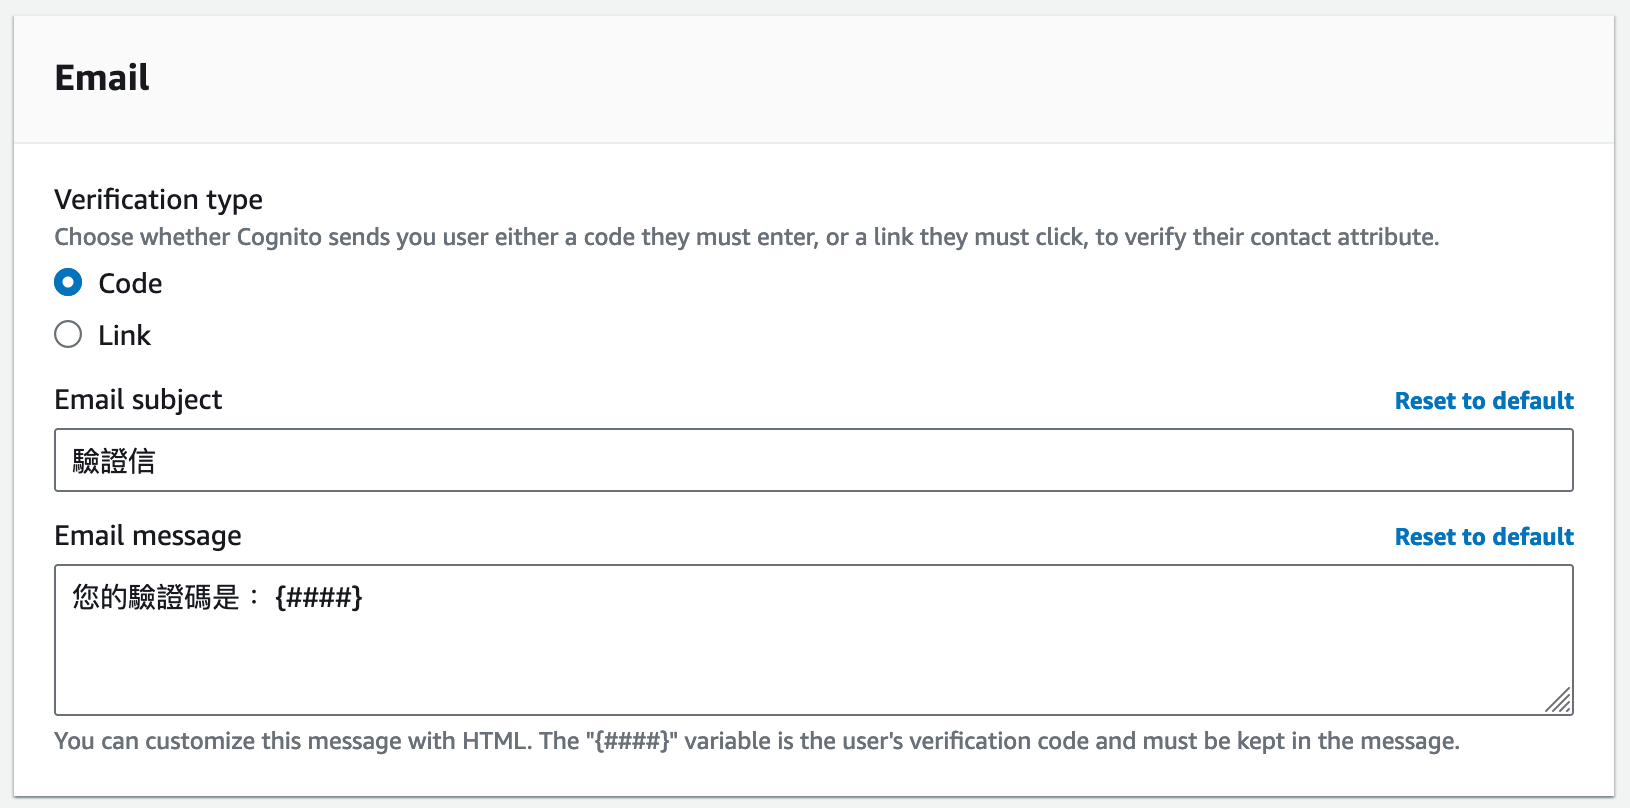 Email
Verification type
Choose whether Cognito sends you user either a code they must enter, or a link they must click, to verify their contact attribute.
Code
Link
Email subject
Reset to default
驗證信
Email message
Reset to default
您的驗證碼是： {####}
You can customize this message with HTML. The "{####}" variable is the user's verification code and must be kept in the message.